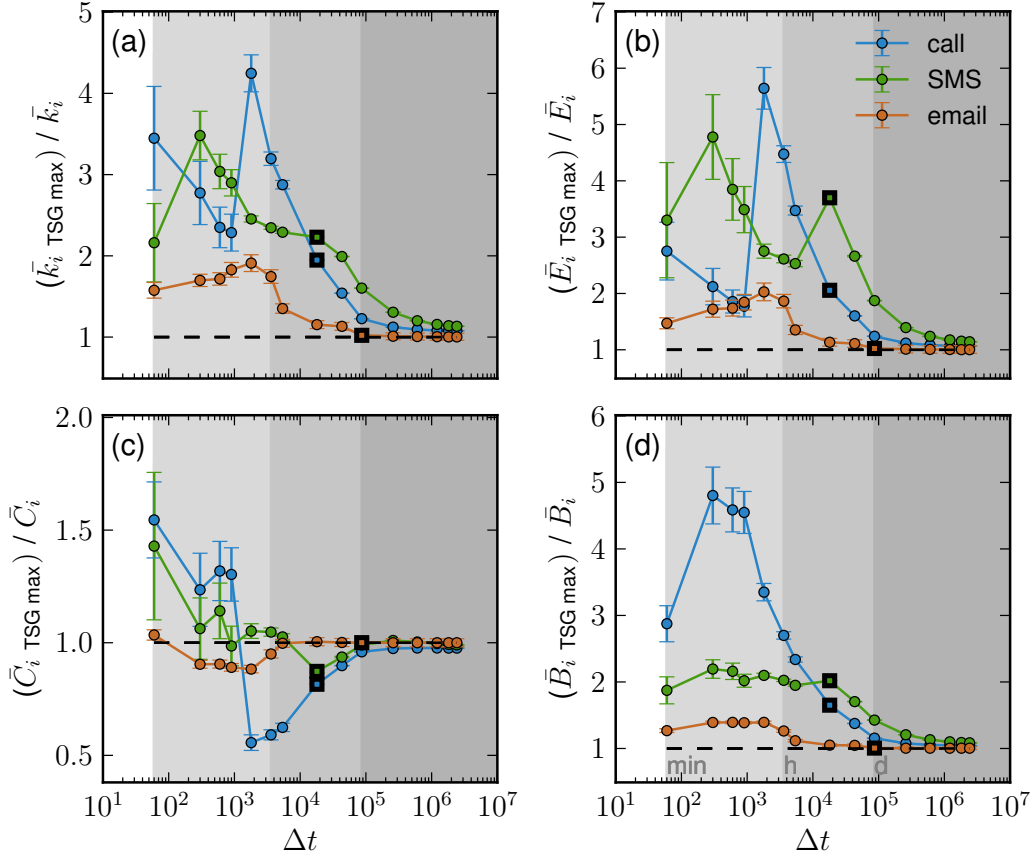 (a)
5
4
3
2
1
(k̄ᵢ TSG max) / k̄ᵢ
(b)
7
6
5
4
3
2
1
(Ēᵢ TSG max) / Ēᵢ
call
SMS
email
(c)
2.0
1.5
1.0
0.5
(C̄ᵢ TSG max) / C̄ᵢ
10¹ 10² 10³ 10⁴ 10⁵ 10⁶ 10⁷
Δt
(d)
6
5
4
3
2
1
(B̄ᵢ TSG max) / B̄ᵢ
min h d
10¹ 10² 10³ 10⁴ 10⁵ 10⁶ 10⁷
Δt